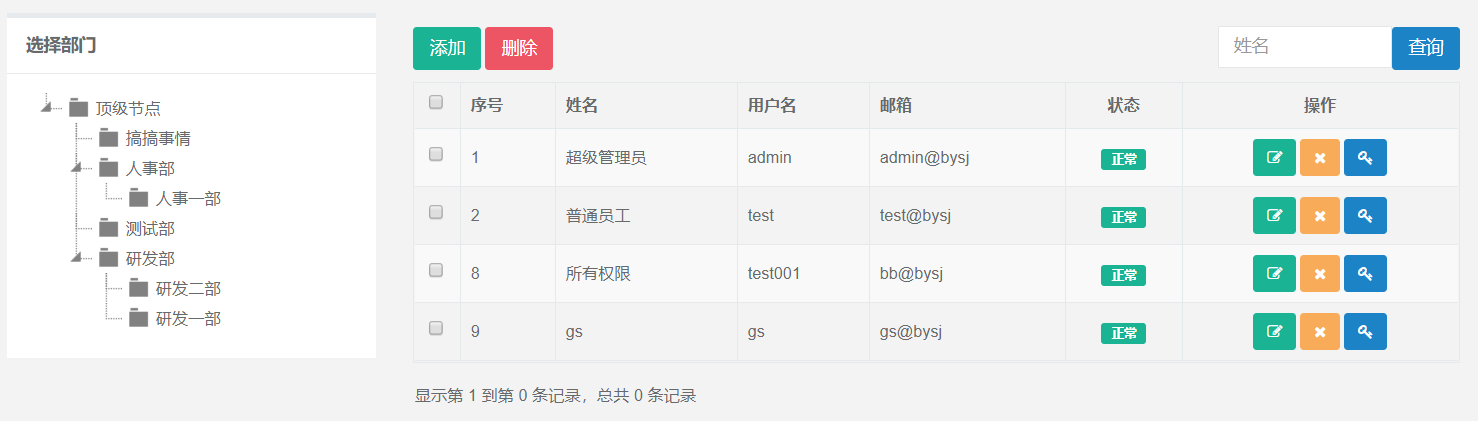 选择部门
顶级节点
搞搞事情
人事部
人事一部
测试部
研发部
研发二部
研发一部
添加 删除 姓名 查询
序号 姓名 用户名 邮箱 状态 操作
1 超级管理员 admin admin@bysj 正常
2 普通员工 test test@bysj 正常
8 所有权限 test001 bb@bysj 正常
9 gs gs gs@bysj 正常
显示第 1 到第 0 条记录，总共 0 条记录